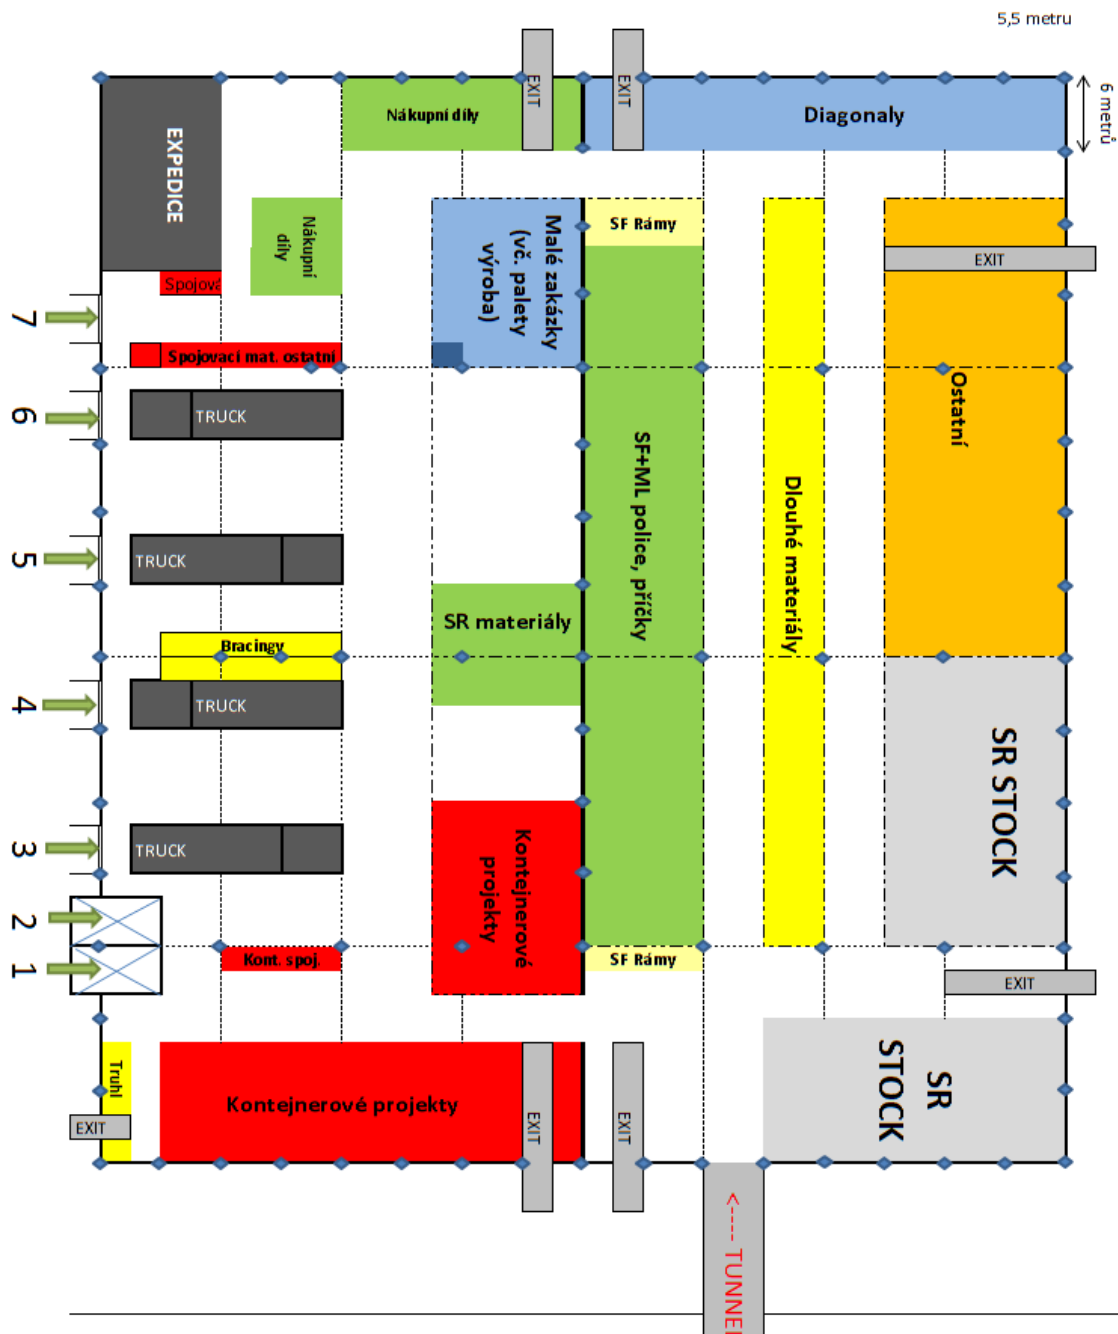 5,5 metru
6 metrů
EXIT
EXIT
Nákupní díly
Diagonaly
EXPEDICE
Nákupní
díly
Malé zakázky
(vč. palety
výroba)
SF Rámy
EXIT
Spojova
7
Spojovací mat. ostatní
6
TRUCK
Ostatní
SF+ML police, příčky
Dlouhé materiály
5
TRUCK
SR materiály
Bracingy
4
TRUCK
SR STOCK
3
TRUCK
Kontejnerové
projekty
2
1
Kont. spoj.
SF Rámy
EXIT
Truhl
EXIT
Kontejnerové projekty
EXIT
EXIT
SR
STOCK
<---- TUNNEL